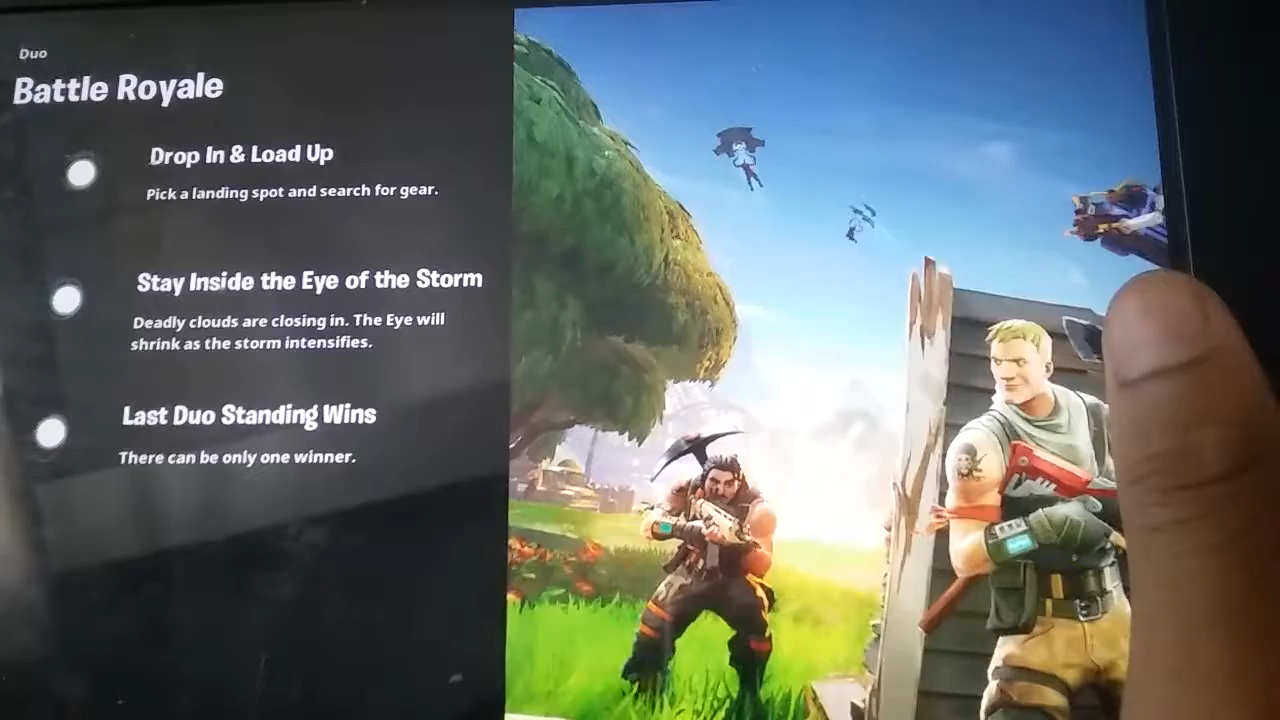 Duo
Battle Royale
Drop In & Load Up
Pick a landing spot and search for gear.
Stay Inside the Eye of the Storm
Deadly clouds are closing in. The Eye will
shrink as the storm intensifies.
Last Duo Standing Wins
There can be only one winner.